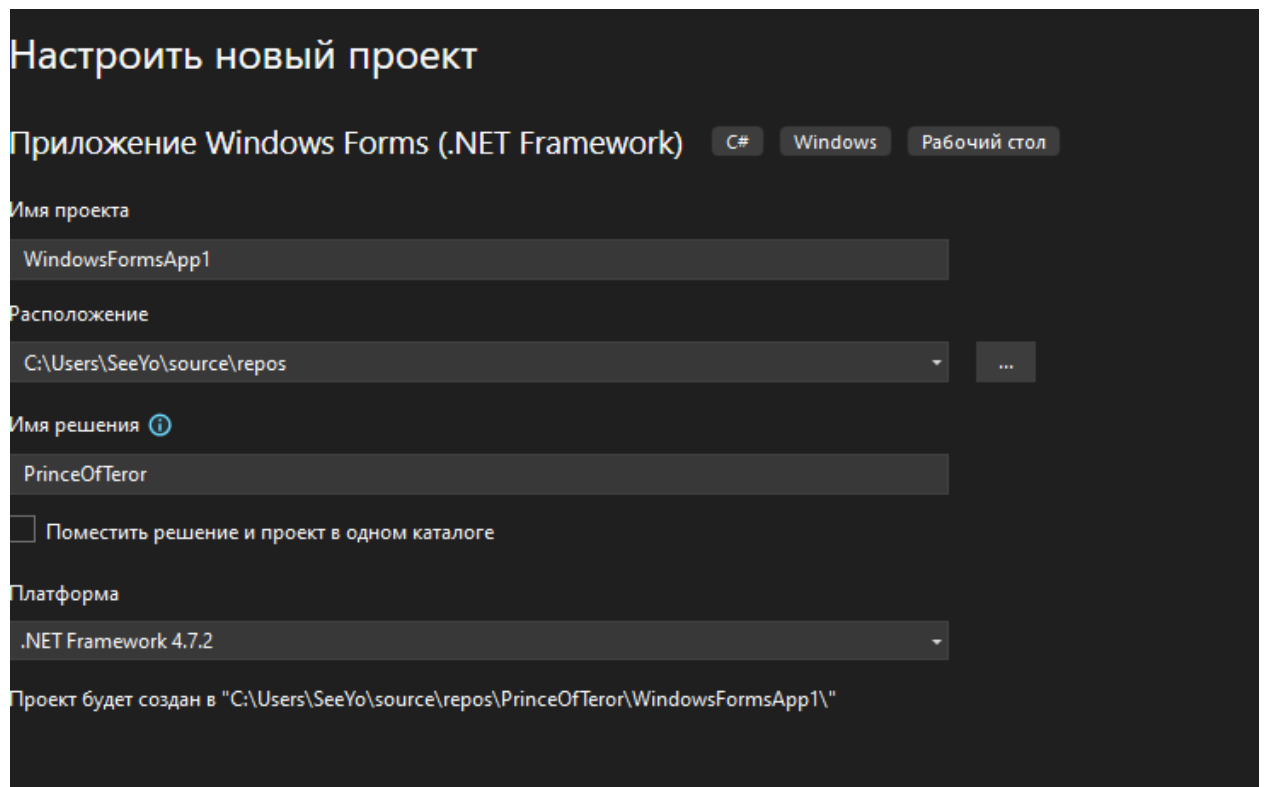 Настроить новый проект
Приложение Windows Forms (.NET Framework) C# Windows Рабочий стол
Имя проекта
WindowsFormsApp1
Расположение
C:\Users\SeeYo\source\repos
...
Имя решения
PrinceOfTeror
Поместить решение и проект в одном каталоге
Платформа
.NET Framework 4.7.2
Проект будет создан в "C:\Users\SeeYo\source\repos\PrinceOfTeror\WindowsFormsApp1\"